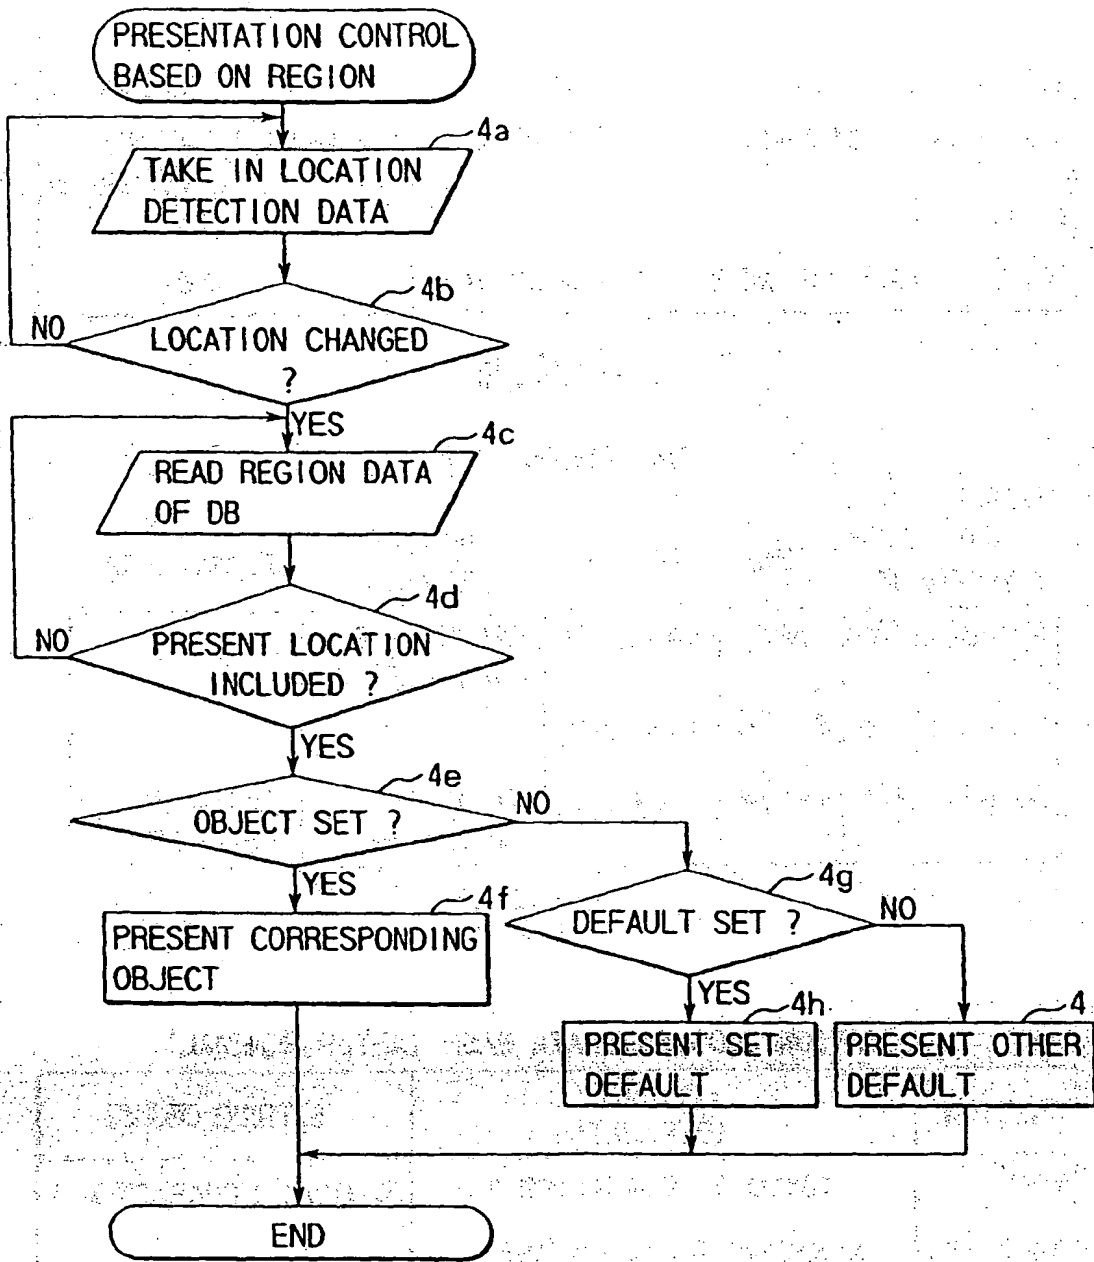 PRESENTATION CONTROL
BASED ON REGION
4a
TAKE IN LOCATION
DETECTION DATA
4b
NO
LOCATION CHANGED
?
YES
4c
READ REGION DATA
OF DB
4d
NO
PRESENT LOCATION
INCLUDED ?
YES
4e
NO
OBJECT SET ?
YES
4f
4g
NO
DEFAULT SET ?
PRESENT CORRESPONDING
OBJECT
YES
4h
4
PRESENT SET
DEFAULT
PRESENT OTHER
DEFAULT
END